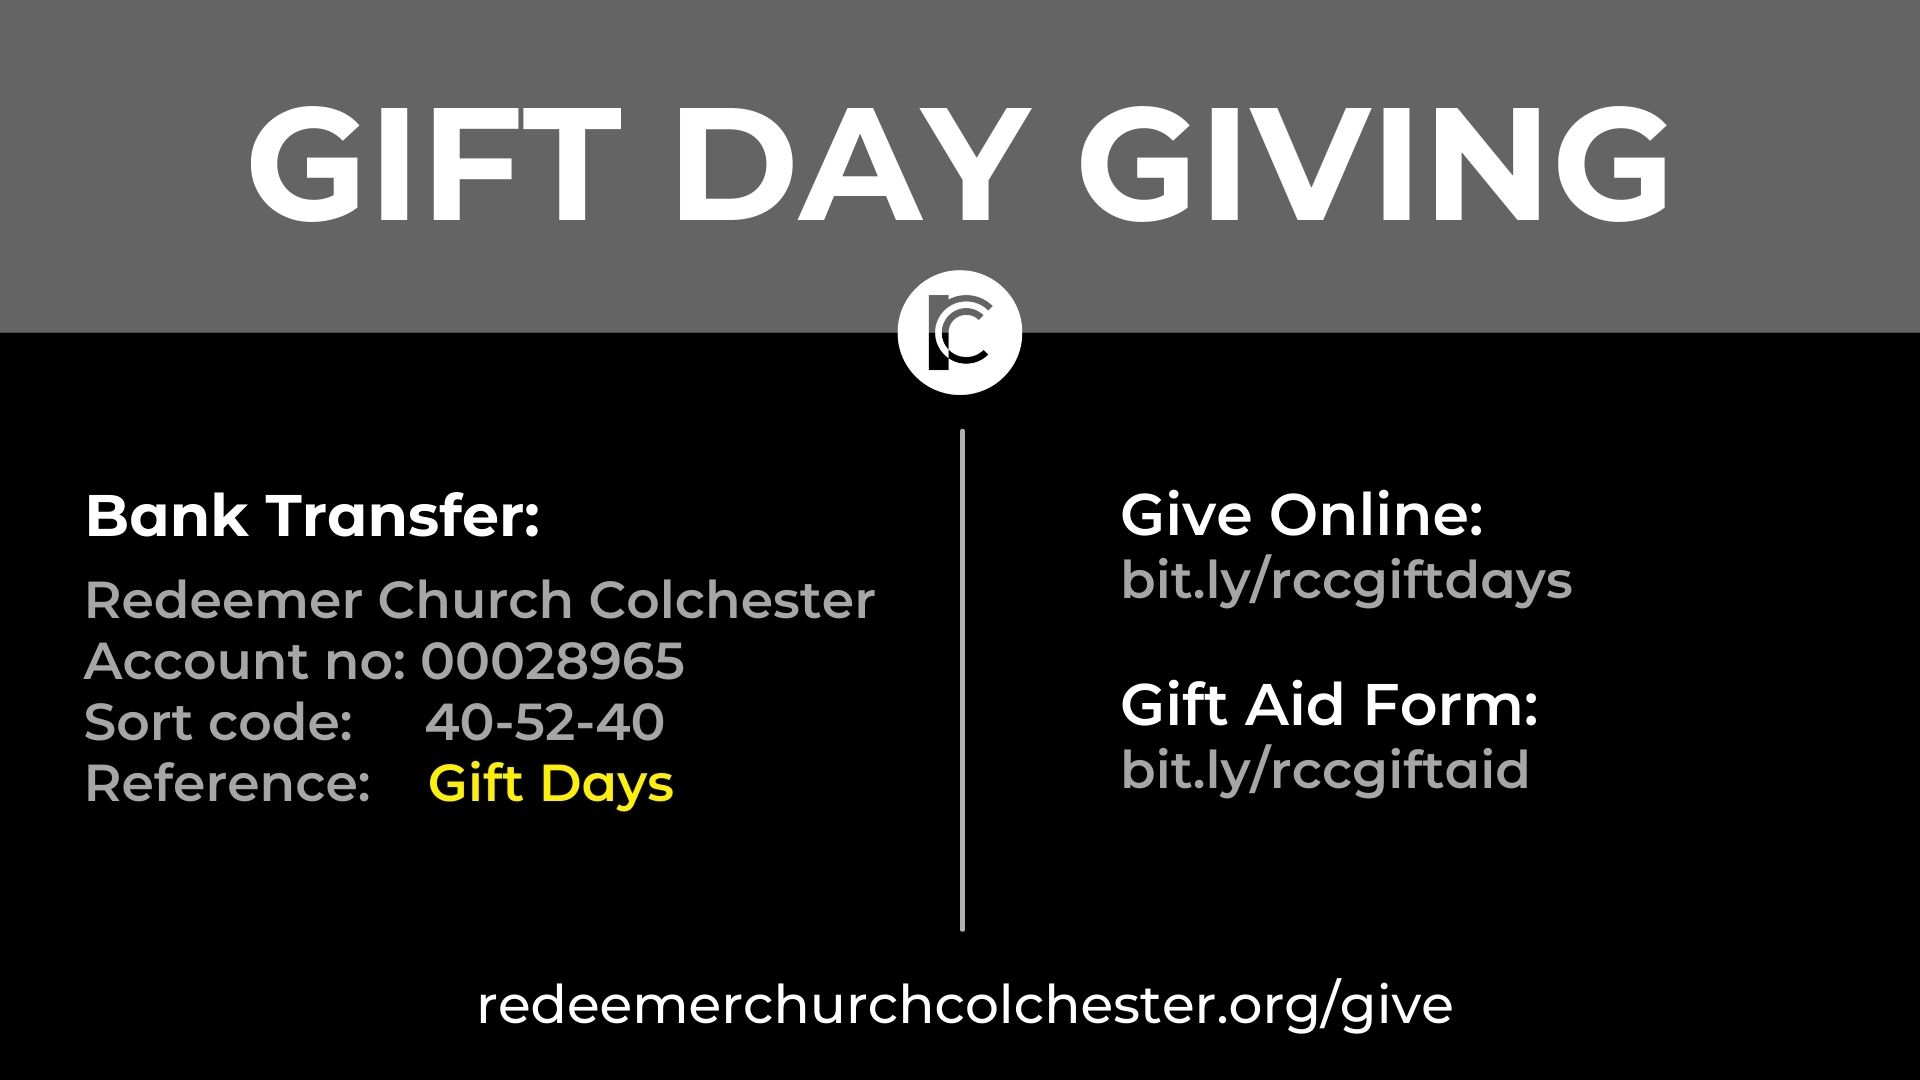 GIFT DAY GIVING
rc
Bank Transfer:
Redeemer Church Colchester
Account no: 00028965
Sort code: 40-52-40
Reference: Gift Days
Give Online:
bit.ly/rccgiftdays
Gift Aid Form:
bit.ly/rccgiftaid
redeemerchurchcolchester.org/give